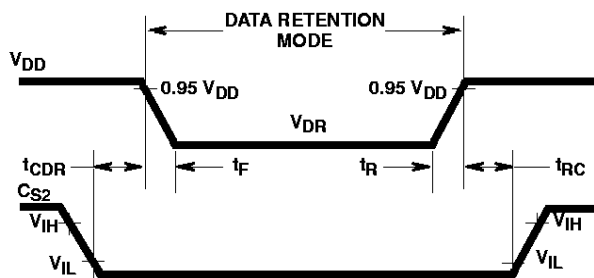 DATA RETENTION
MODE
VDD
0.95 VDD
0.95 VDD
VDR
tCDR
tF
tR
tRC
CS2
VIH
VIH
VIL
VIL